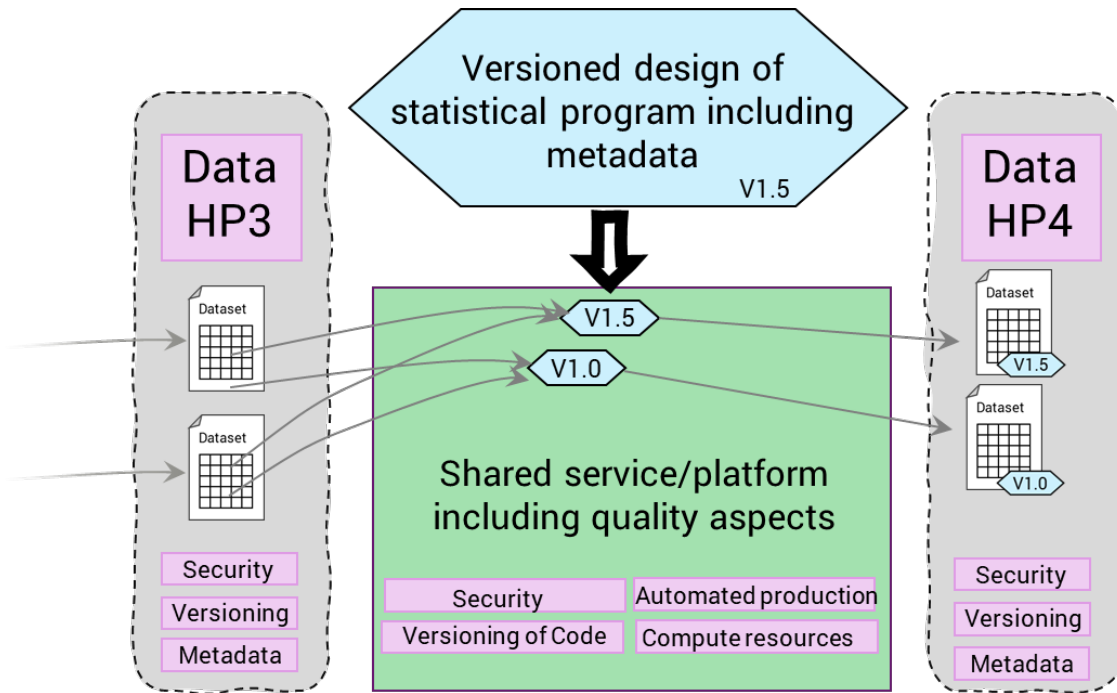 Versioned design of
statistical program including
metadata
V1.5
Data
HP3
Dataset
Dataset
Security
Versioning
Metadata
V1.5
V1.0
Shared service/platform
including quality aspects
Security
Automated production
Versioning of Code
Compute resources
Data
HP4
Dataset
V1.5
Dataset
V1.0
Security
Versioning
Metadata